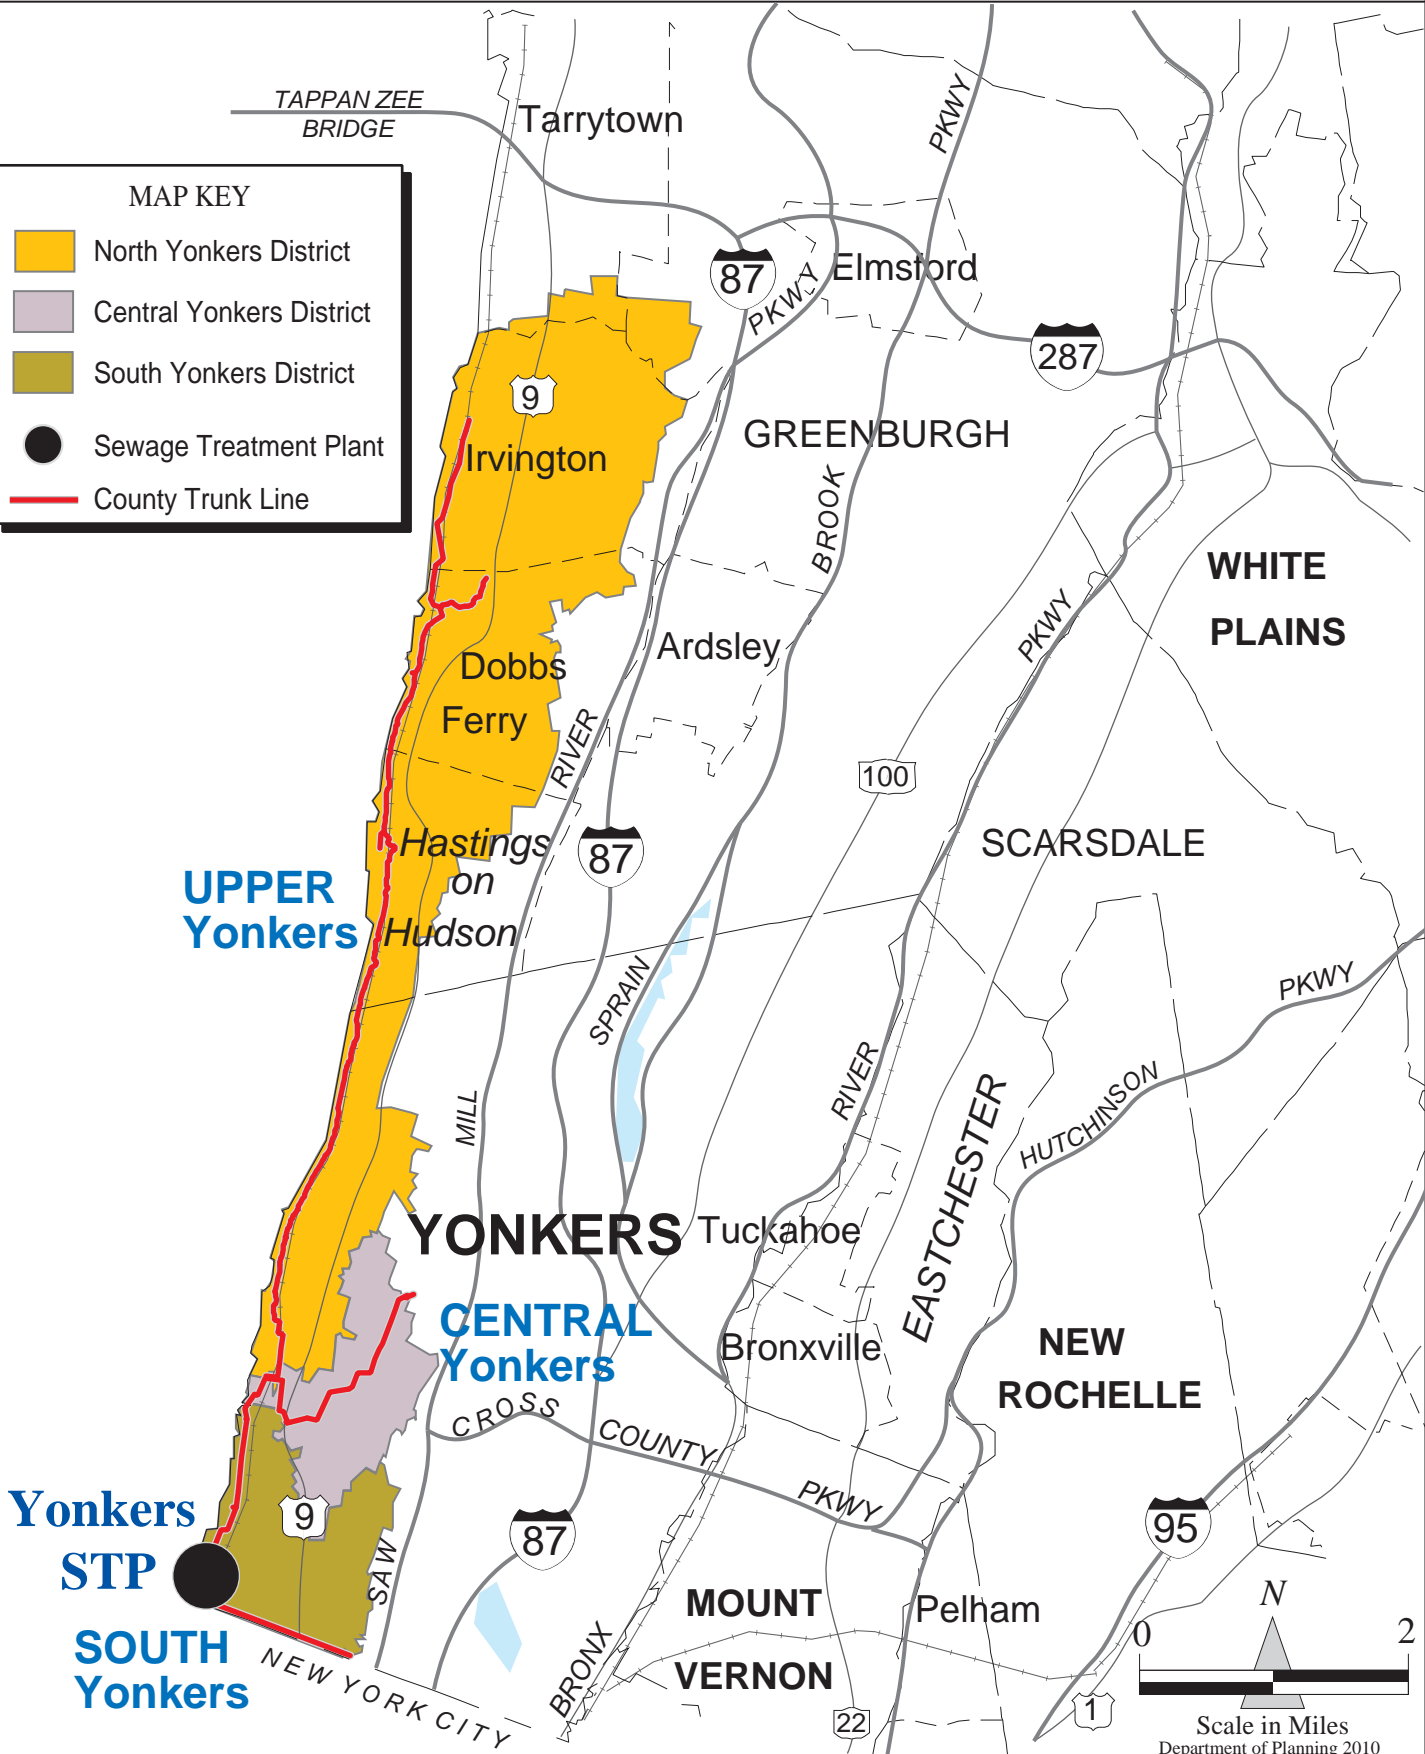 TAPPAN ZEE
BRIDGE
Tarrytown
PKWY
MAP KEY
North Yonkers District
Central Yonkers District
South Yonkers District
Sewage Treatment Plant
County Trunk Line
87
PKWY
Elmsford
287
9
Irvington
GREENBURGH
BROOK
WHITE
PLAINS
PKWY
Ardsley
Dobbs
Ferry
RIVER
100
87
SCARSDALE
Hastings
on
Hudson
UPPER
Yonkers
SPRAIN
PKWY
RIVER
MILL
HUTCHINSON
EASTCHESTER
YONKERS
Tuckahoe
CENTRAL
Yonkers
Bronxville
NEW
ROCHELLE
CROSS
COUNTY
PKWY
Yonkers
STP
9
87
95
SAW
SOUTH
Yonkers
NEW YORK CITY
BRONX
MOUNT
VERNON
Pelham
22
1
N
0
2
Scale in Miles
Department of Planning 2010